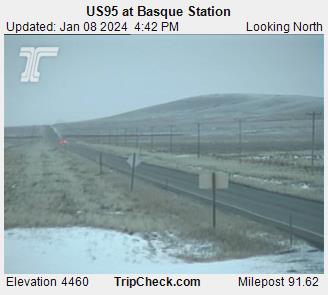 US95 at Basque Station
Updated: Jan 08 2024 4:42 PM Looking North
Elevation 4460 TripCheck.com Milepost 91.62